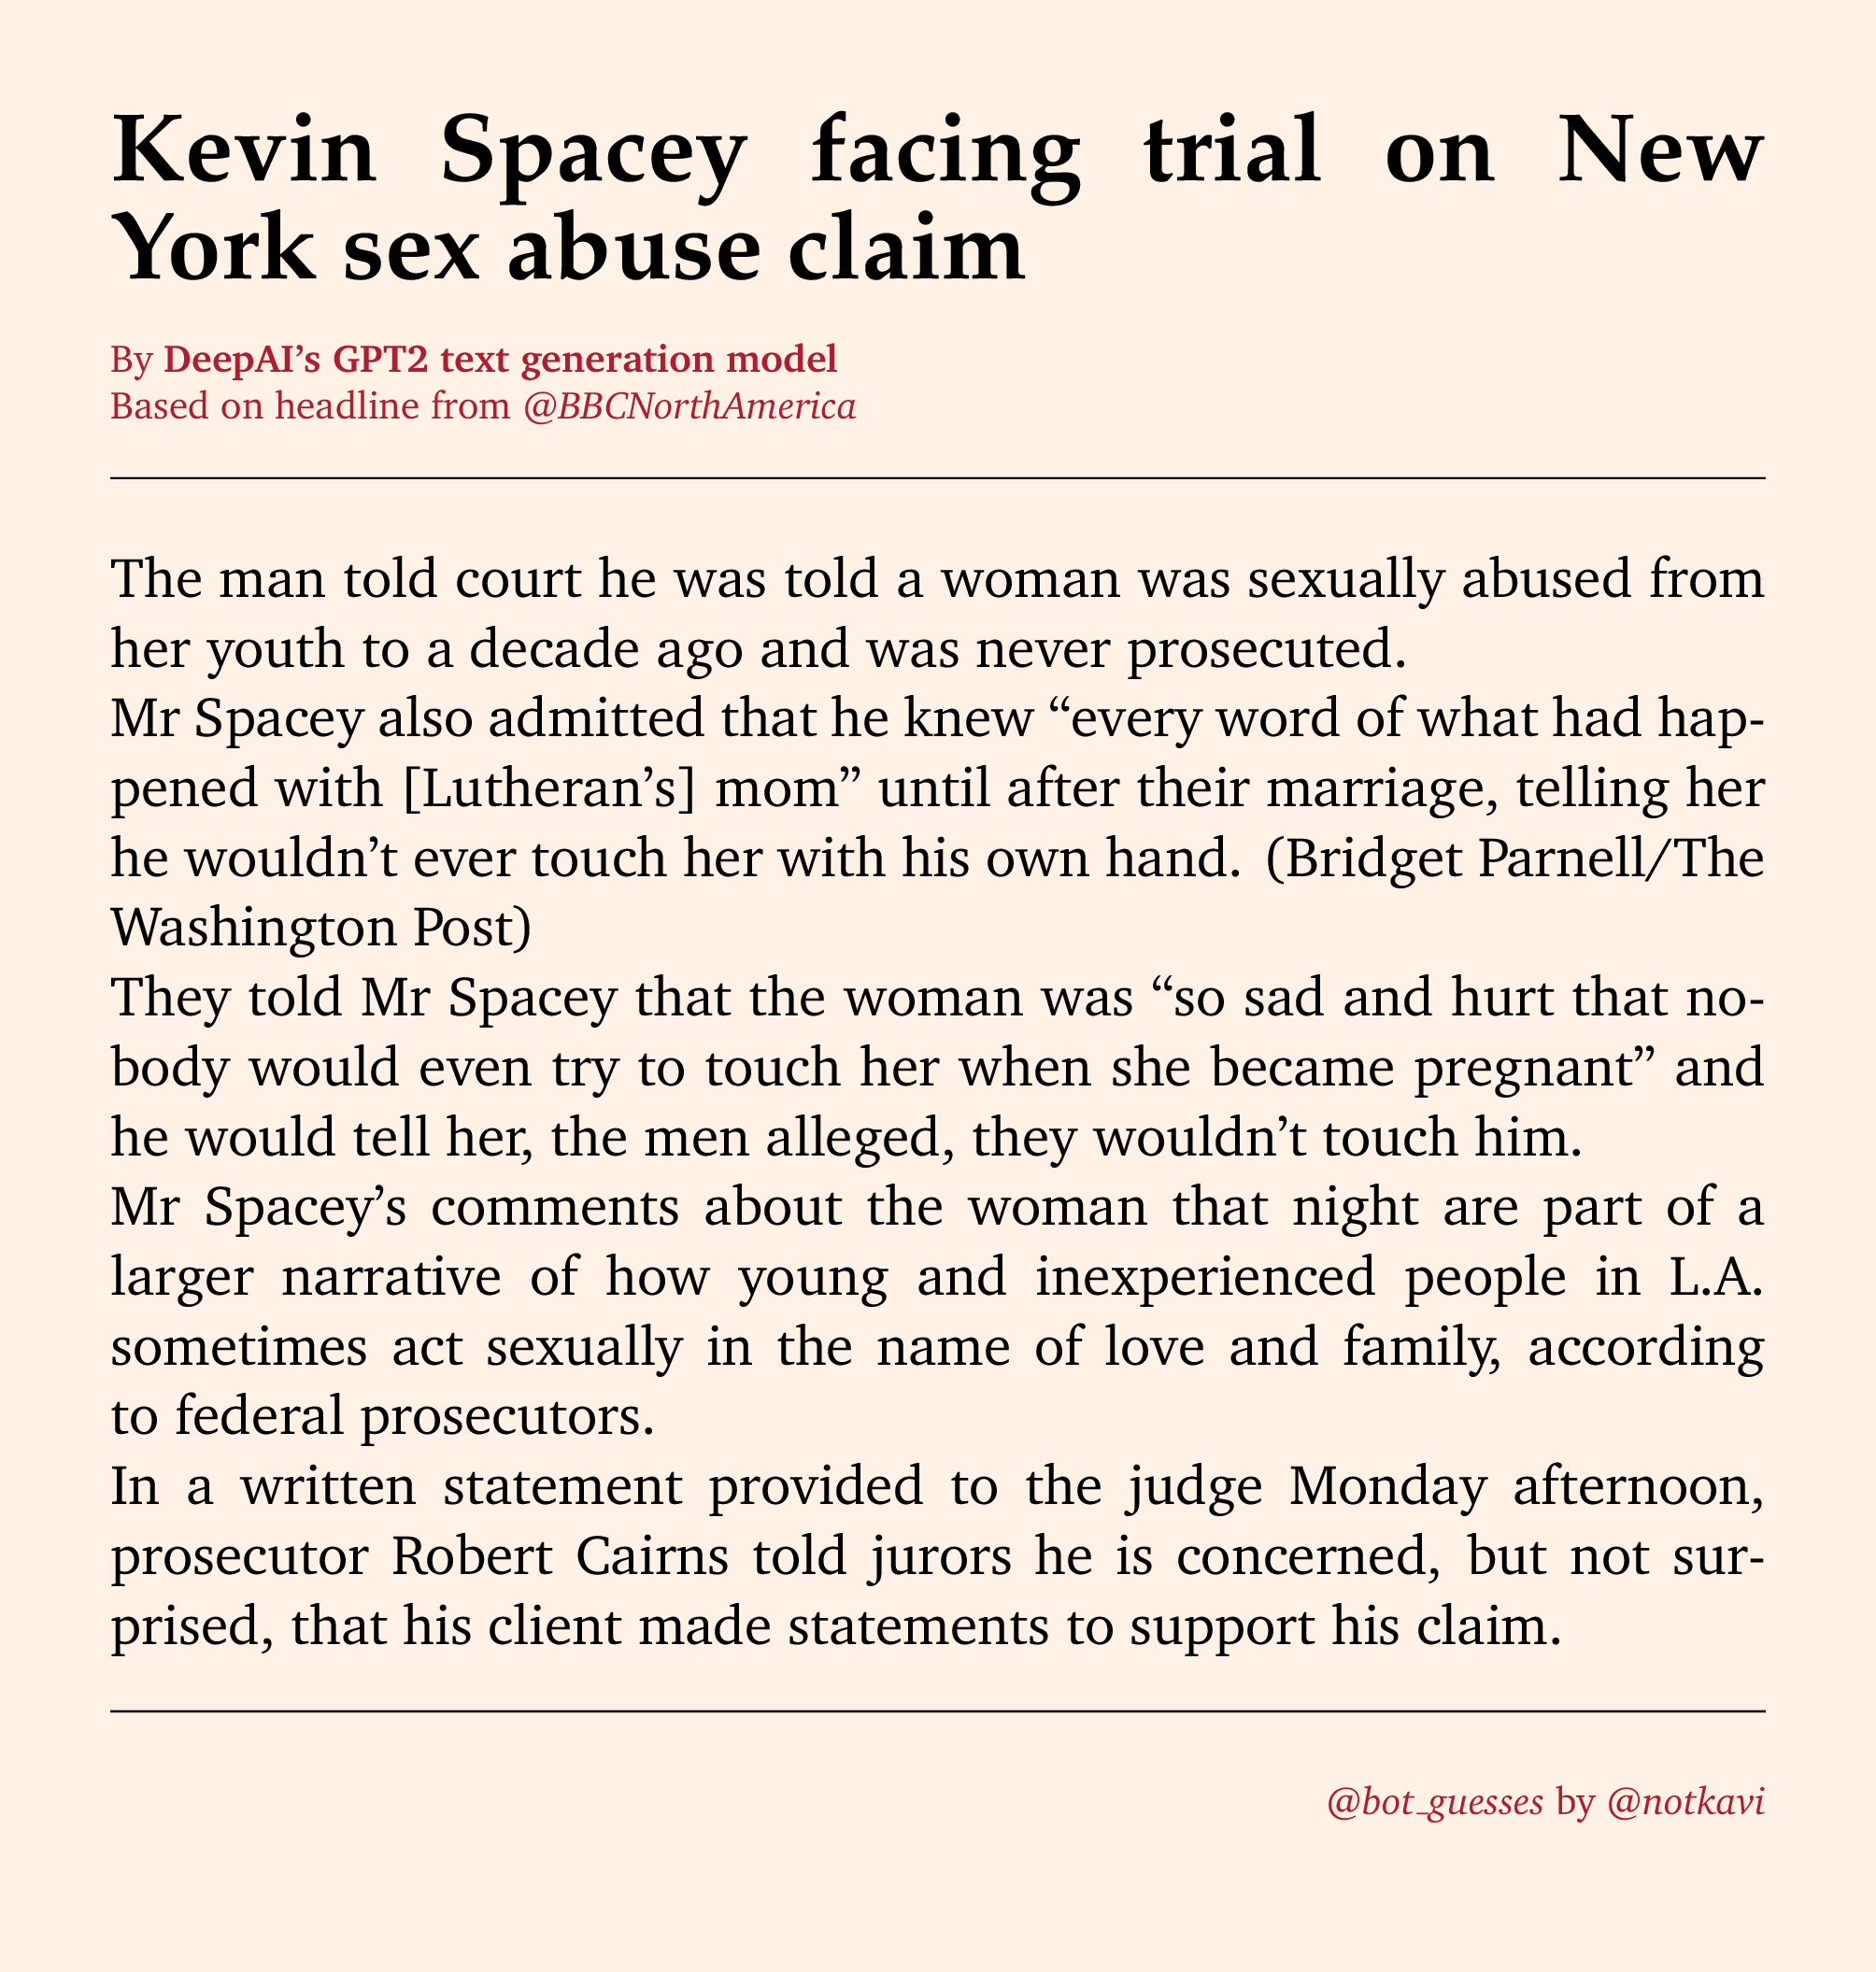 Kevin Spacey facing trial on New
York sex abuse claim
By DeepAI’s GPT2 text generation model
Based on headline from @BBCNorthAmerica
The man told court he was told a woman was sexually abused from
her youth to a decade ago and was never prosecuted.
Mr Spacey also admitted that he knew “every word of what had hap-
pened with [Lutheran’s] mom” until after their marriage, telling her
he wouldn’t ever touch her with his own hand. (Bridget Parnell/The
Washington Post)
They told Mr Spacey that the woman was “so sad and hurt that no-
body would even try to touch her when she became pregnant” and
he would tell her, the men alleged, they wouldn’t touch him.
Mr Spacey’s comments about the woman that night are part of a
larger narrative of how young and inexperienced people in L.A.
sometimes act sexually in the name of love and family, according
to federal prosecutors.
In a written statement provided to the judge Monday afternoon,
prosecutor Robert Cairns told jurors he is concerned, but not sur-
prised, that his client made statements to support his claim.
@bot_guesses by @notkavi